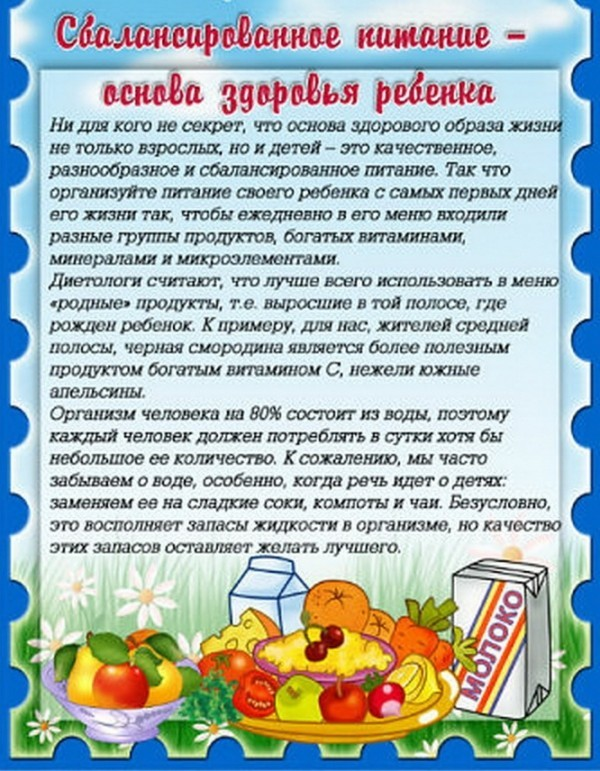 Сбалансированное питание –
основа здоровья ребенка
Ни для кого не секрет, что основа здорового образа жизни
не только взрослых, но и детей – это качественное,
разнообразное и сбалансированное питание. Так что
организуйте питание своего ребенка с самых первых дней
его жизни так, чтобы ежедневно в его меню входили
разные группы продуктов, богатых витаминами,
минералами и микроэлементами.
Диетологи считают, что лучше всего использовать в меню
«родные» продукты, т.е. выросшие в той полосе, где
рожден ребенок. К примеру, для нас, жителей средней
полосы, черная смородина является более полезным
продуктом богатым витамином С, нежели южные
апельсины.
Организм человека на 80% состоит из воды, поэтому
каждый человек должен потреблять в сутки хотя бы
небольшое ее количество. К сожалению, мы часто
забываем о воде, особенно, когда речь идет о детях:
заменяем ее на сладкие соки, компоты и чаи. Безусловно,
это восполняет запасы жидкости в организме, но качество
этих запасов оставляет желать лучшего.
МОЛОКО